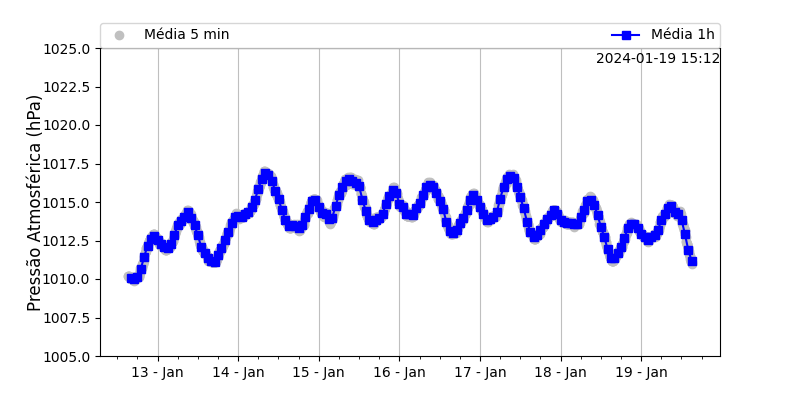 Média 5 min
Média 1h
2024-01-19 15:12
Pressão Atmosférica (hPa)
1025.0
1022.5
1020.0
1017.5
1015.0
1012.5
1010.0
1007.5
1005.0
13 - Jan
14 - Jan
15 - Jan
16 - Jan
17 - Jan
18 - Jan
19 - Jan